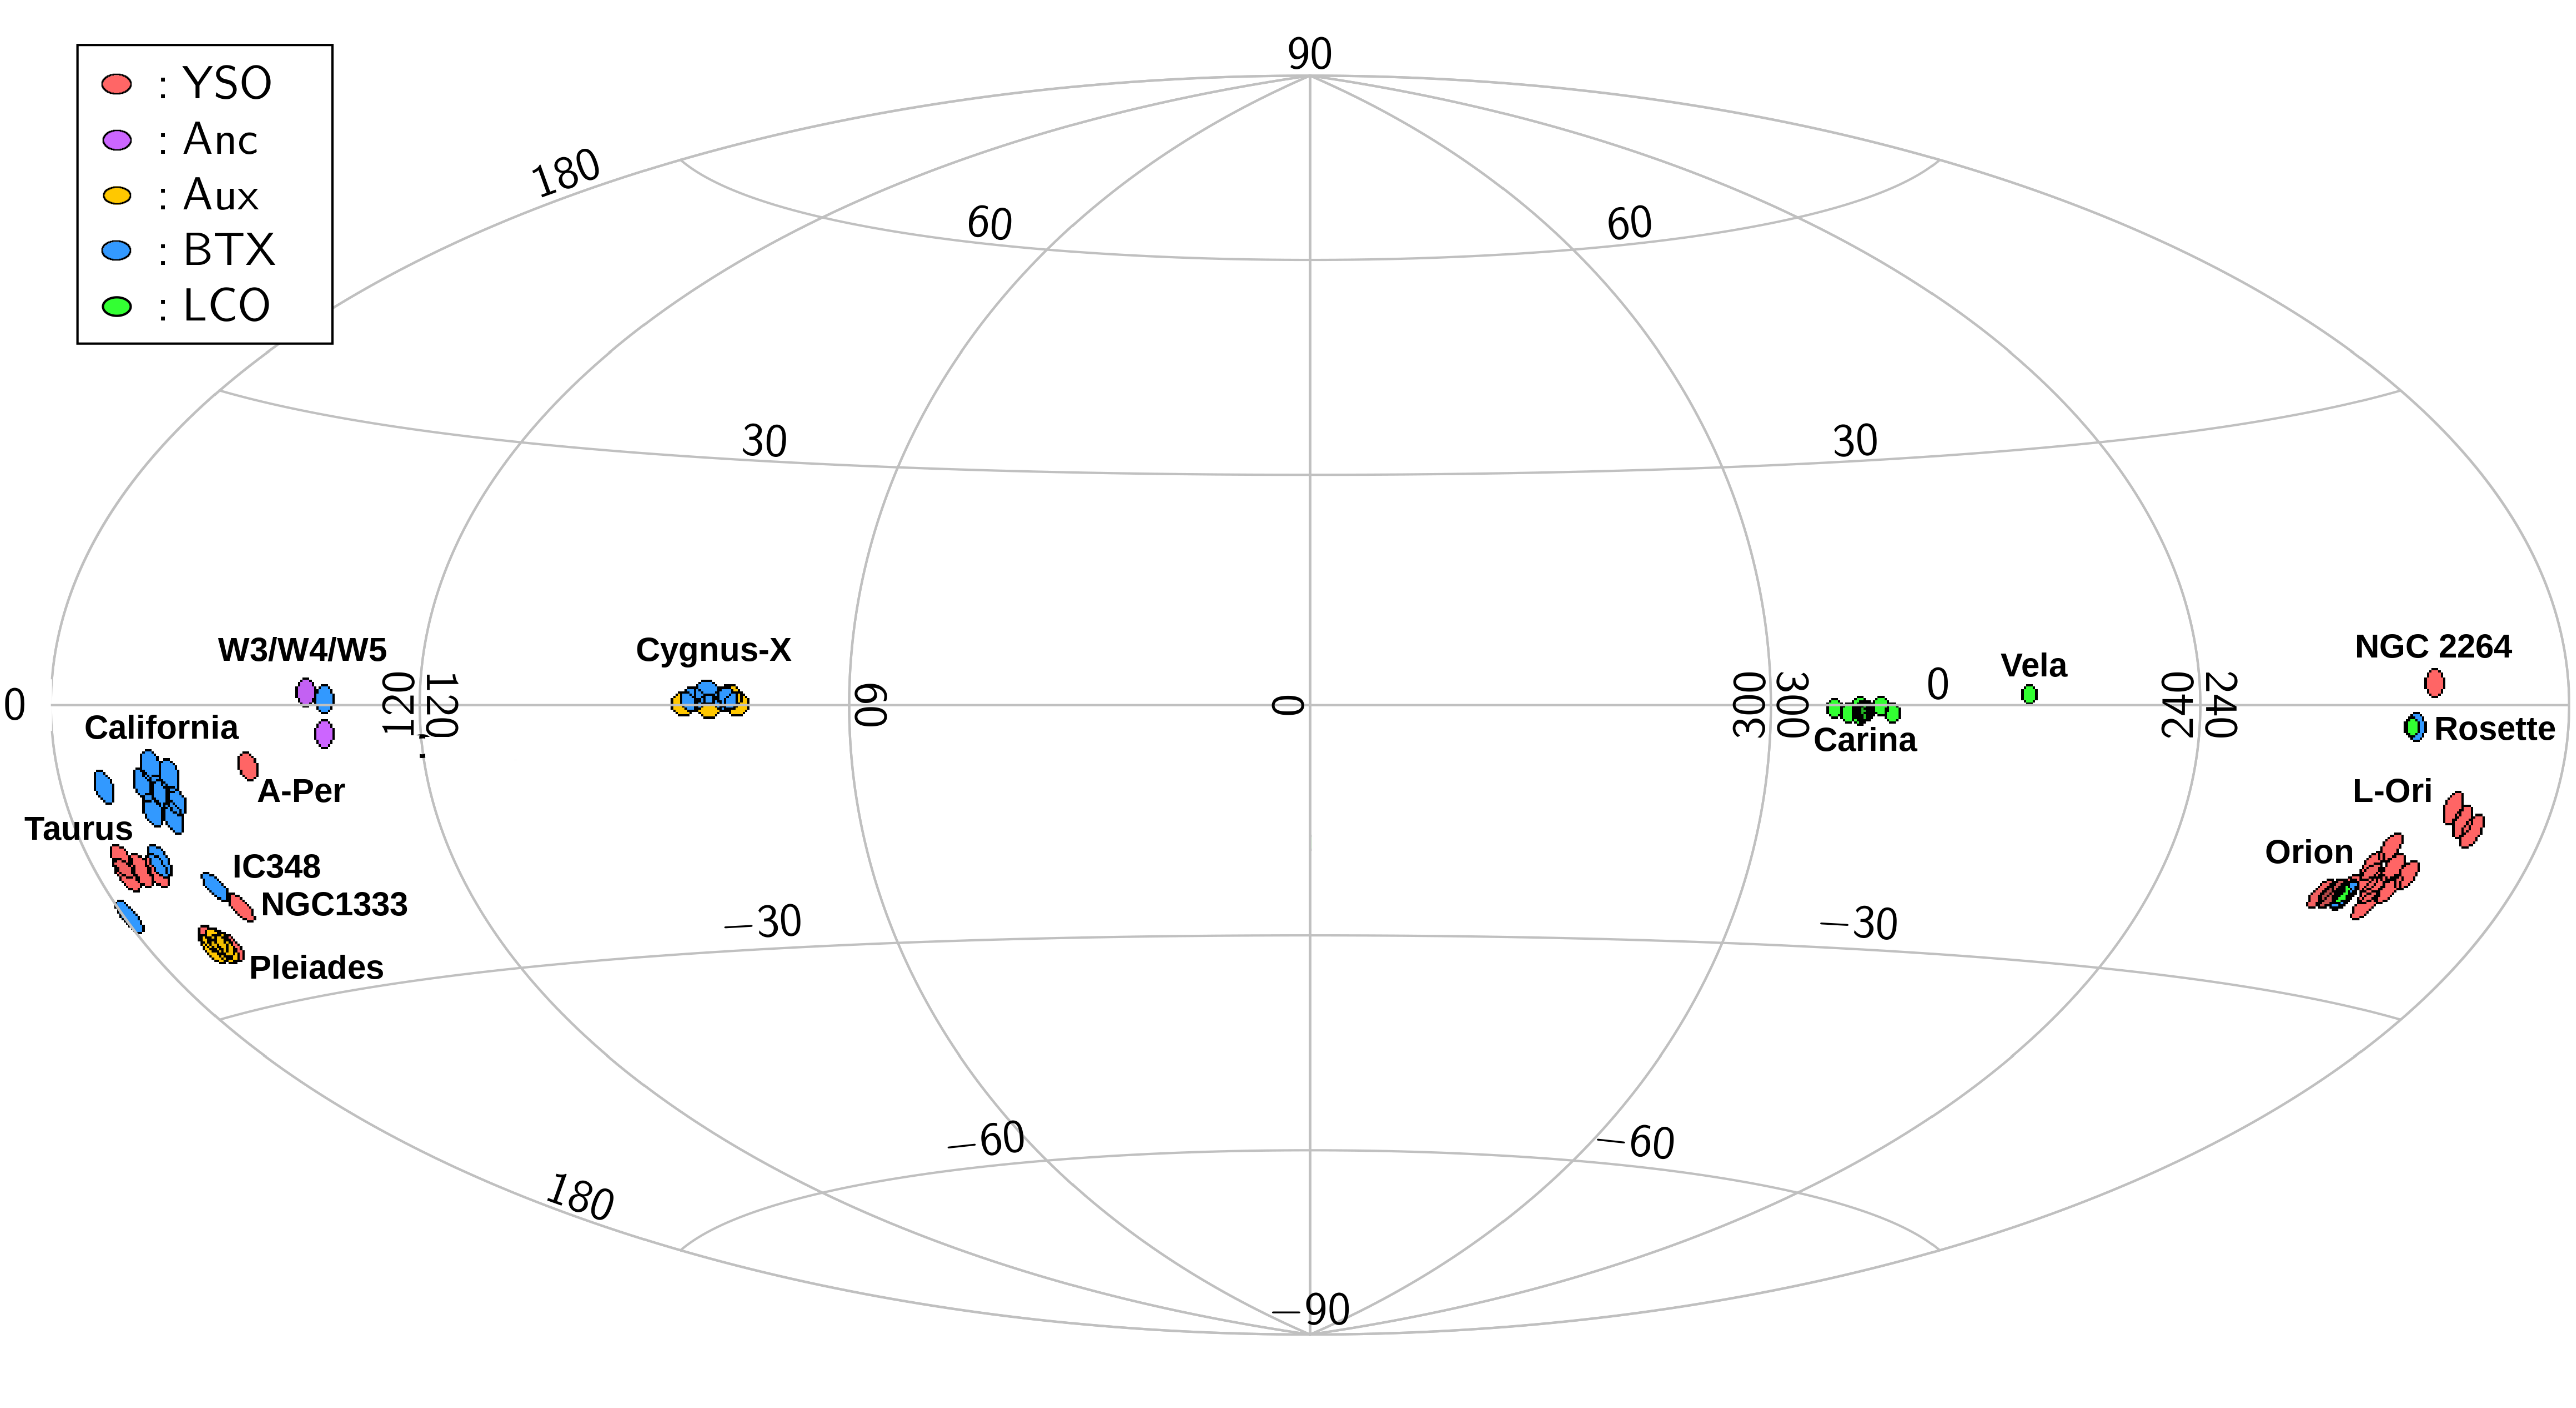 90
: YSO
: Anc
: Aux
: BTX
: LCO
180
60
60
30
30
W3/W4/W5
Cygnus-X
NGC 2264
Vela
0
120
120
60
0
300
300
0
240
240
California
Carina
Rosette
A-Per
L-Ori
Taurus
IC348
Orion
NGC1333
−30
−30
Pleiades
−60
−60
180
−90